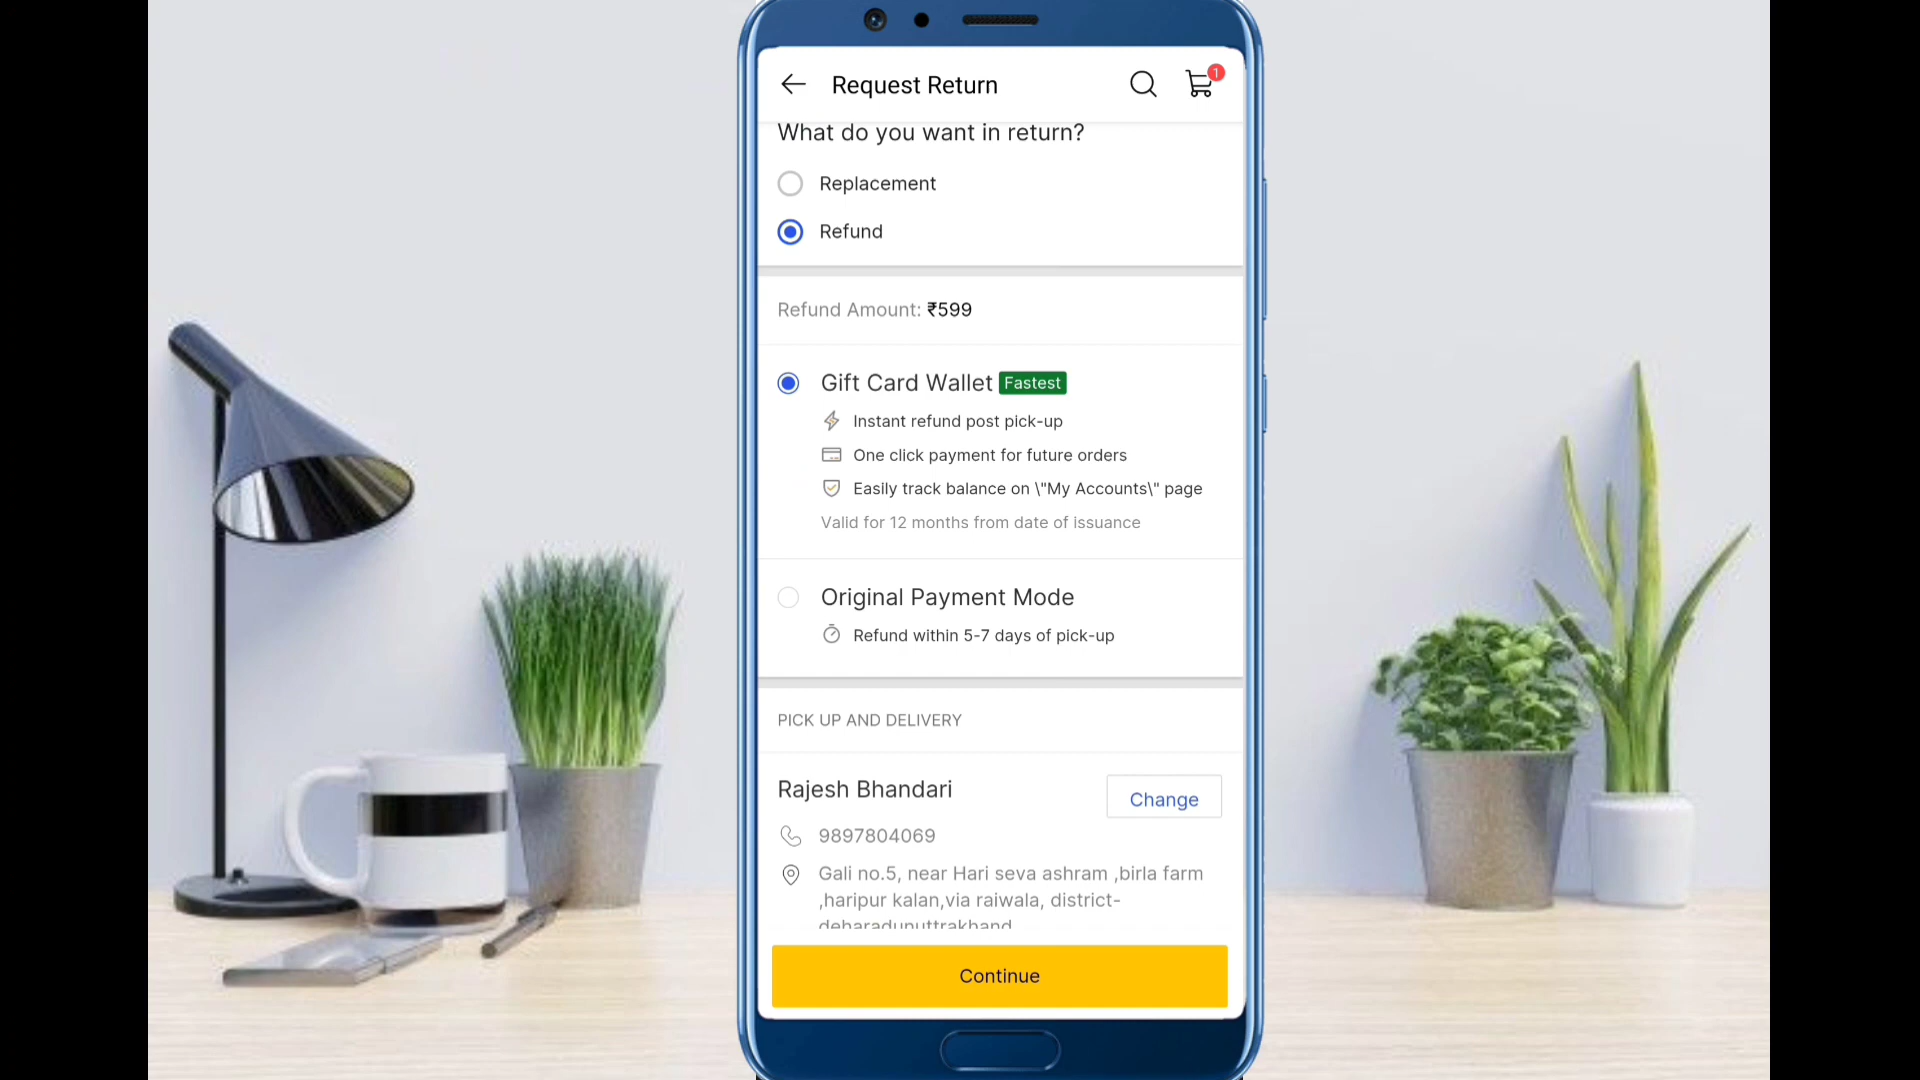 Request Return
1
What do you want in return?
Replacement
Refund
Refund Amount: ₹599
Gift Card Wallet Fastest
Instant refund post pick-up
One click payment for future orders
Easily track balance on \"My Accounts\" page
Valid for 12 months from date of issuance
Original Payment Mode
Refund within 5-7 days of pick-up
PICK UP AND DELIVERY
Rajesh Bhandari
Change
9897804069
Gali no.5, near Hari seva ashram ,birla farm
,haripur kalan,via raiwala, district-
deharadunuttrakhand
Continue